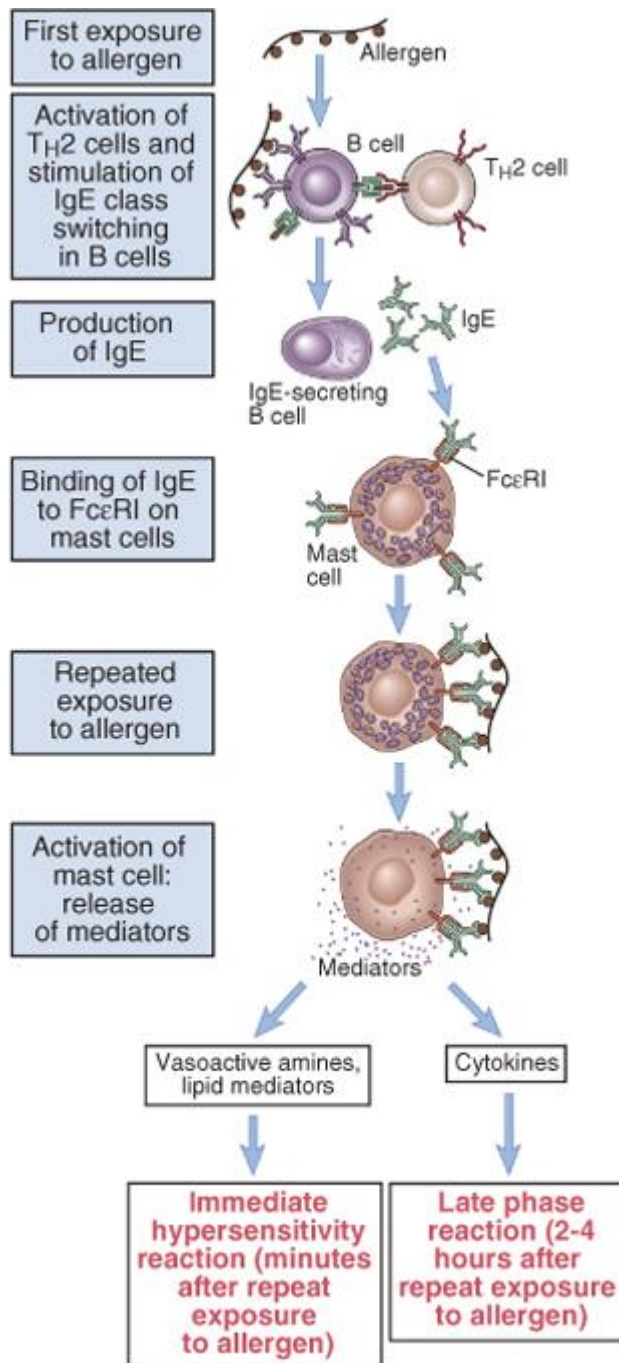 First exposure
to allergen
Allergen
Activation of
TH2 cells and
stimulation of
IgE class
switching
in B cells
B cell
TH2 cell
Production
of IgE
IgE
IgE-secreting
B cell
Binding of IgE
to FcεRI on
mast cells
FcεRI
Mast
cell
Repeated
exposure
to allergen
Activation of
mast cell:
release
of mediators
Mediators
Vasoactive amines,
lipid mediators
Cytokines
Immediate
hypersensitivity
reaction (minutes
after repeat
exposure
to allergen)
Late phase
reaction (2-4
hours after
repeat exposure
to allergen)